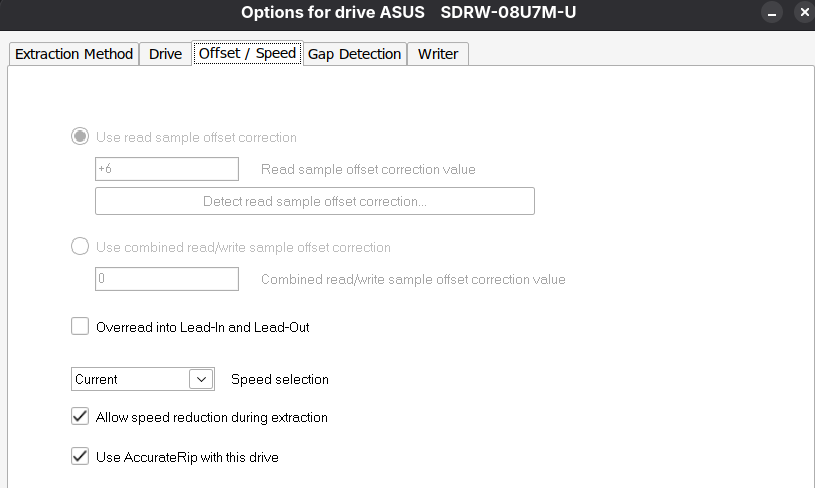 Options for drive ASUS SDRW-08U7M-U
Extraction Method Drive Offset / Speed Gap Detection Writer
Use read sample offset correction
+6 Read sample offset correction value
Detect read sample offset correction...
Use combined read/write sample offset correction
0 Combined read/write sample offset correction value
Overread into Lead-In and Lead-Out
Current Speed selection
Allow speed reduction during extraction
Use AccurateRip with this drive